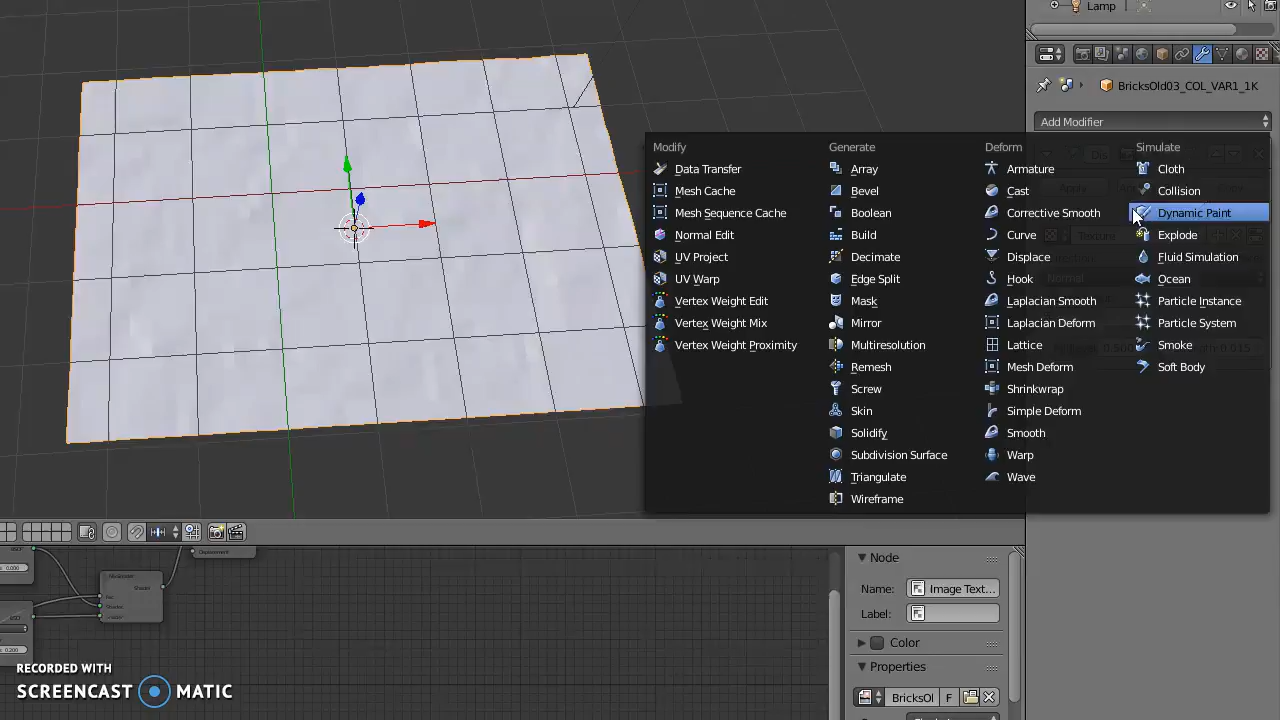 Lamp
BricksOld03_COL_VAR1_1K
Add Modifier
Modify
Data Transfer
Mesh Cache
Mesh Sequence Cache
Normal Edit
UV Project
UV Warp
Vertex Weight Edit
Vertex Weight Mix
Vertex Weight Proximity
Generate
Array
Bevel
Boolean
Build
Decimate
Edge Split
Mask
Mirror
Multiresolution
Remesh
Screw
Skin
Solidify
Subdivision Surface
Triangulate
Wireframe
Deform
Armature
Cast
Corrective Smooth
Curve
Displace
Hook
Laplacian Smooth
Laplacian Deform
Lattice
Mesh Deform
Shrinkwrap
Simple Deform
Smooth
Warp
Wave
Simulate
Cloth
Collision
Dynamic Paint
Explode
Fluid Simulation
Ocean
Particle Instance
Particle System
Smoke
Soft Body
Displacement
Node
Name: Image Text...
Label:
Color
Properties
BricksOl F
RECORDED WITH
SCREENCAST MATIC